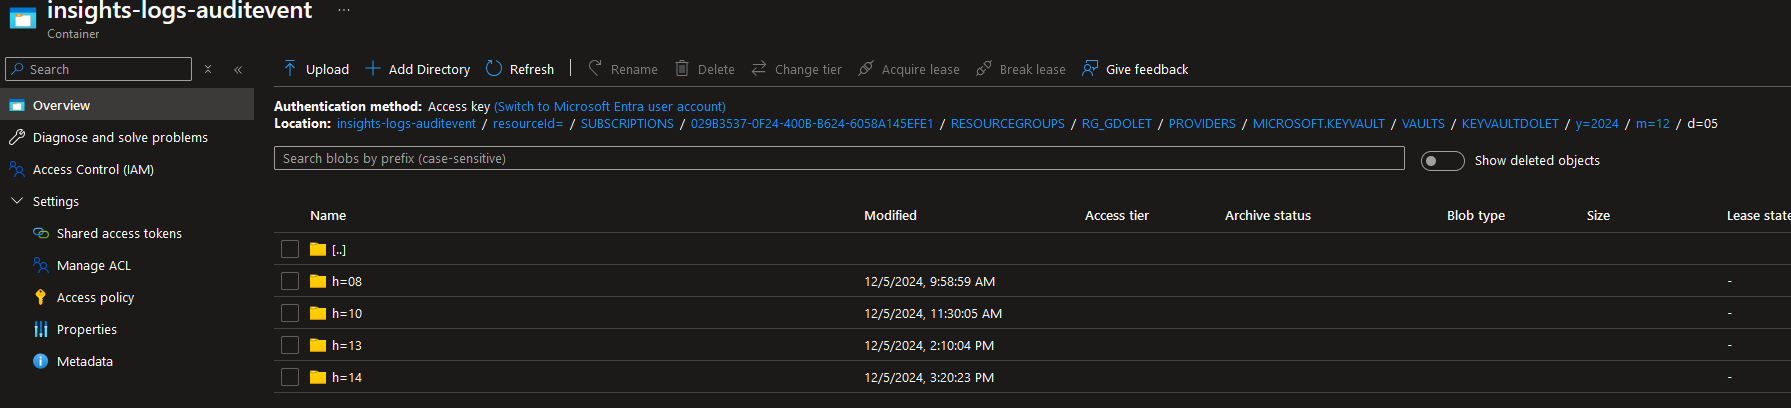 insights-logs-auditevent ...
Container
Search
Upload Add Directory Refresh Rename Delete Change tier Acquire lease Break lease Give feedback
Overview
Diagnose and solve problems
Access Control (IAM)
Settings
Shared access tokens
Manage ACL
Access policy
Properties
Metadata
Authentication method: Access key (Switch to Microsoft Entra user account)
Location: insights-logs-auditevent / resourceId= / SUBSCRIPTIONS / 029B3537-0F24-400B-B624-6058A145EFE1 / RESOURCEGROUPS / RG_GDOLET / PROVIDERS / MICROSOFT.KEYVAULT / VAULTS / KEYVAULTDOLET / y=2024 / m=12 / d=05
Search blobs by prefix (case-sensitive)
Show deleted objects
Name Modified Access tier Archive status Blob type Size Lease state
[..]
h=08 12/5/2024, 9:58:59 AM -
h=10 12/5/2024, 11:30:05 AM -
h=13 12/5/2024, 2:10:04 PM -
h=14 12/5/2024, 3:20:23 PM -